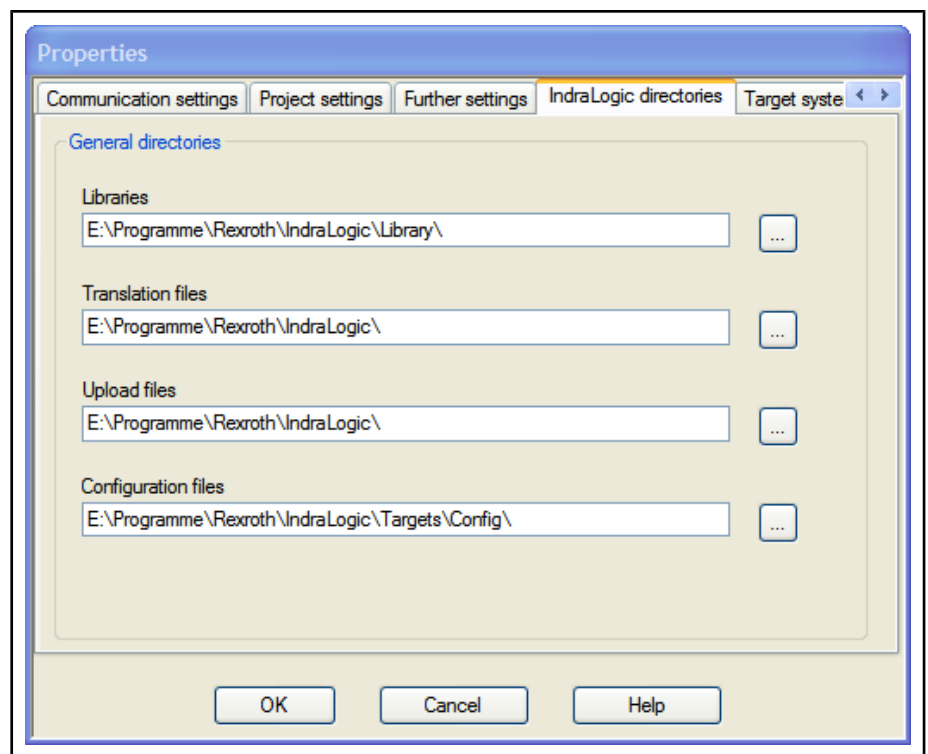 Properties
Communication settings Project settings Further settings IndraLogic directories Target syste
General directories
Libraries
E:\Programme\Rexroth\IndraLogic\Library\
...
Translation files
E:\Programme\Rexroth\IndraLogic\
...
Upload files
E:\Programme\Rexroth\IndraLogic\
...
Configuration files
E:\Programme\Rexroth\IndraLogic\Targets\Config\
...
OK Cancel Help